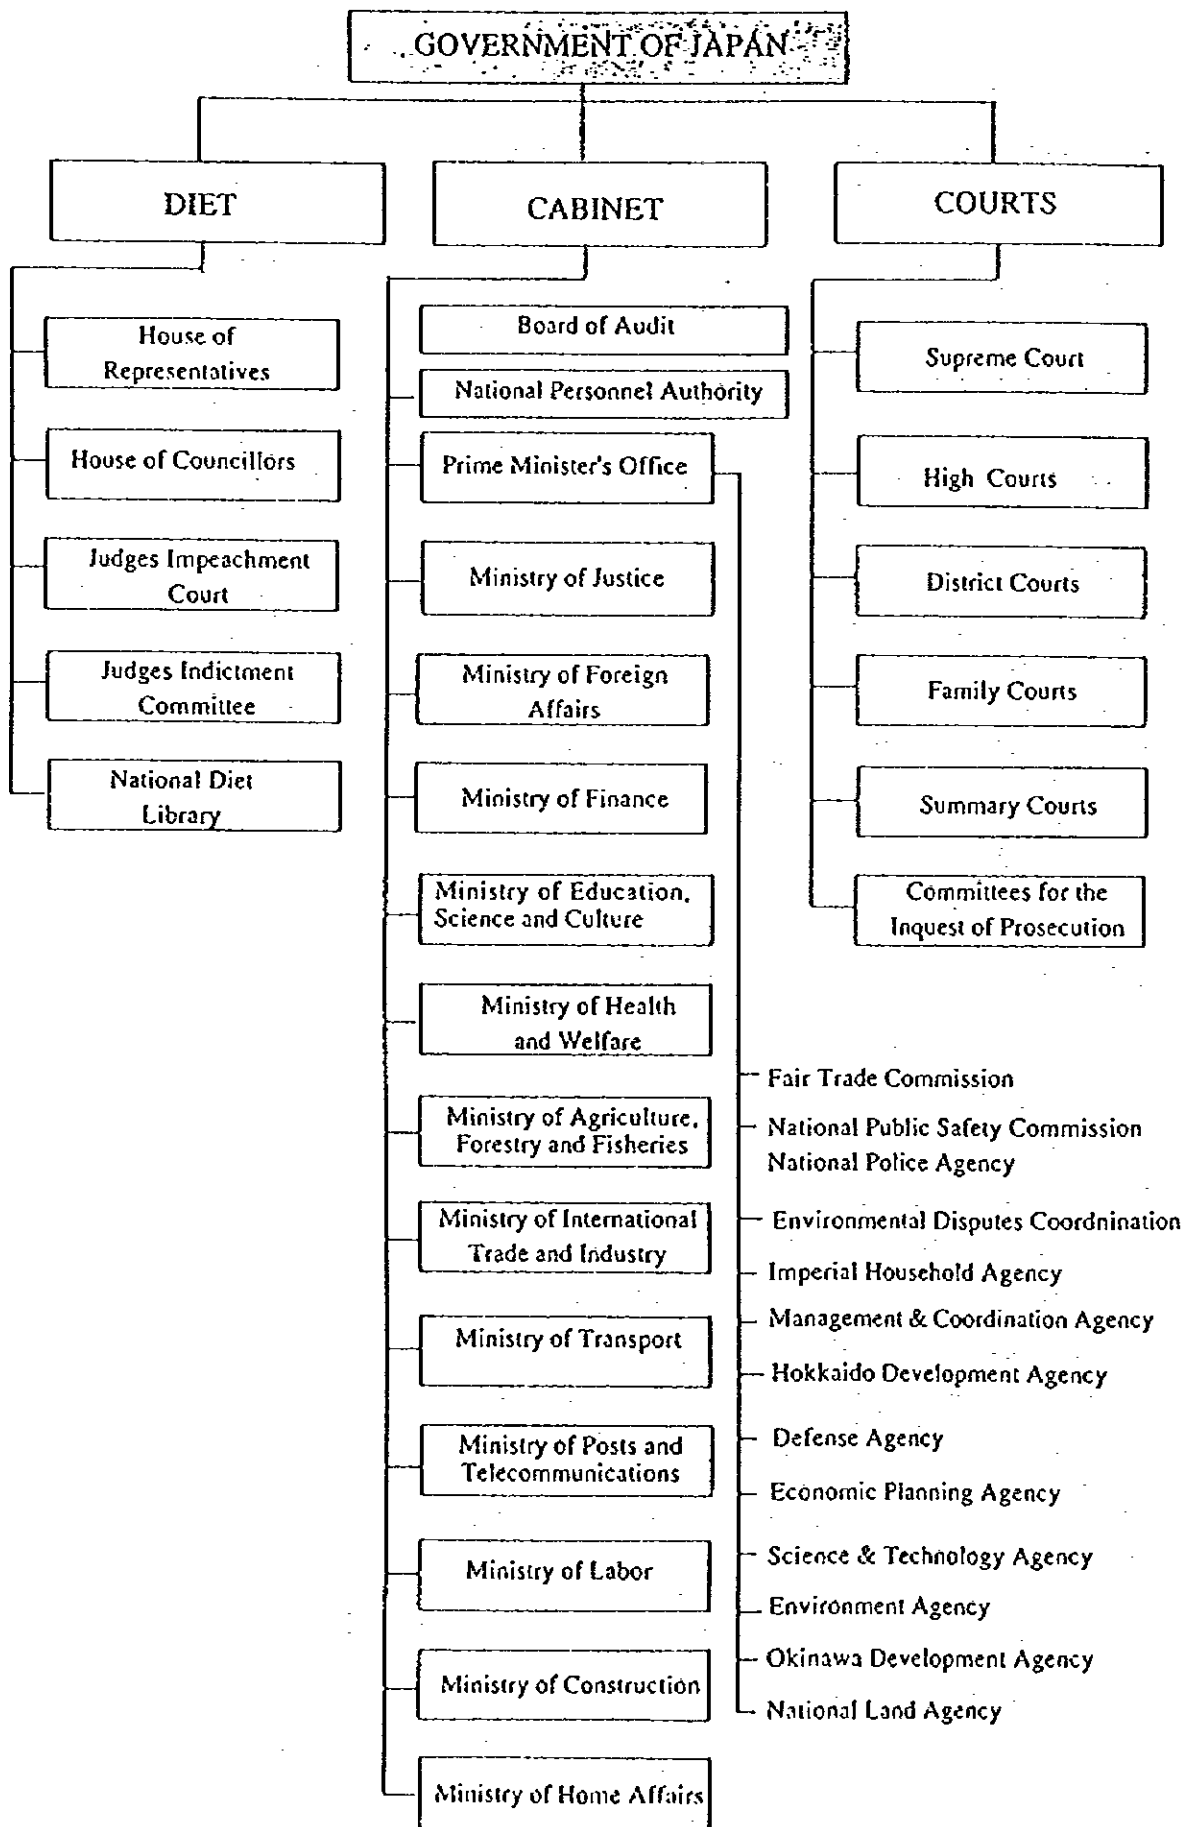 GOVERNMENT OF JAPAN
DIET
House of
Representatives
House of Councillors
Judges Impeachment
Court
Judges Indictment
Committee
National Diet
Library
CABINET
Board of Audit
National Personnel Authority
Prime Minister's Office
Ministry of Justice
Ministry of Foreign
Affairs
Ministry of Finance
Ministry of Education,
Science and Culture
Ministry of Health
and Welfare
Ministry of Agriculture,
Forestry and Fisheries
Ministry of International
Trade and Industry
Ministry of Transport
Ministry of Posts and
Telecommunications
Ministry of Labor
Ministry of Construction
Ministry of Home Affairs
Fair Trade Commission
National Public Safety Commission
National Police Agency
Environmental Disputes Coordnination
Imperial Household Agency
Management & Coordination Agency
Hokkaido Development Agency
Defense Agency
Economic Planning Agency
Science & Technology Agency
Environment Agency
Okinawa Development Agency
National Land Agency
COURTS
Supreme Court
High Courts
District Courts
Family Courts
Summary Courts
Committees for the
Inquest of Prosecution